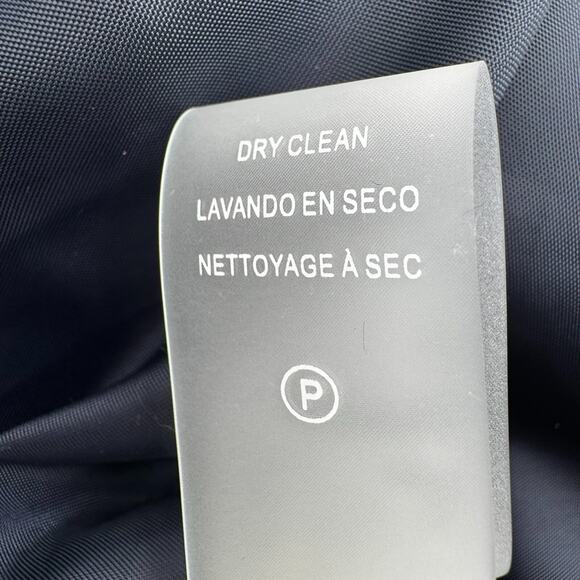 DRY CLEAN
LAVANDO EN SECO
NETTOYAGE À SEC
P